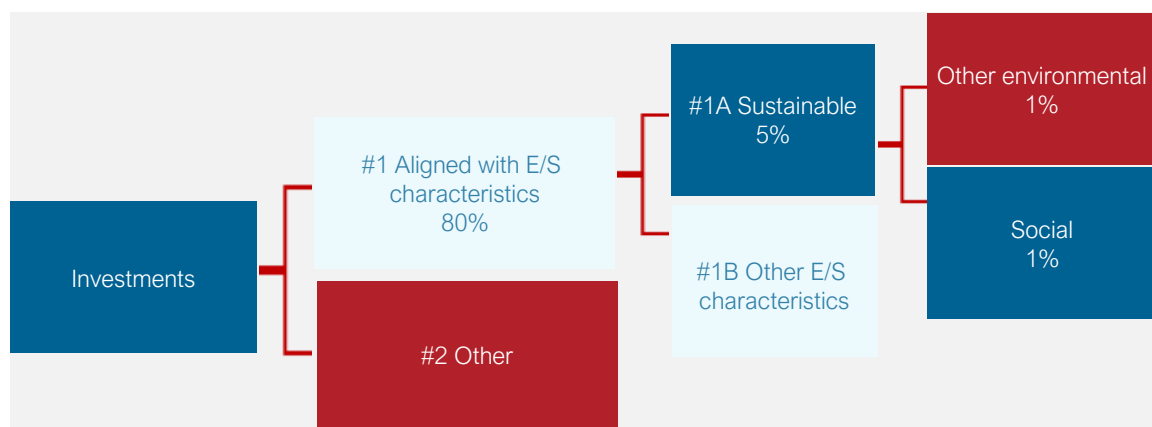 Investments
#1 Aligned with E/S
characteristics
80%
#2 Other
#1A Sustainable
5%
#1B Other E/S
characteristics
Other environmental
1%
Social
1%